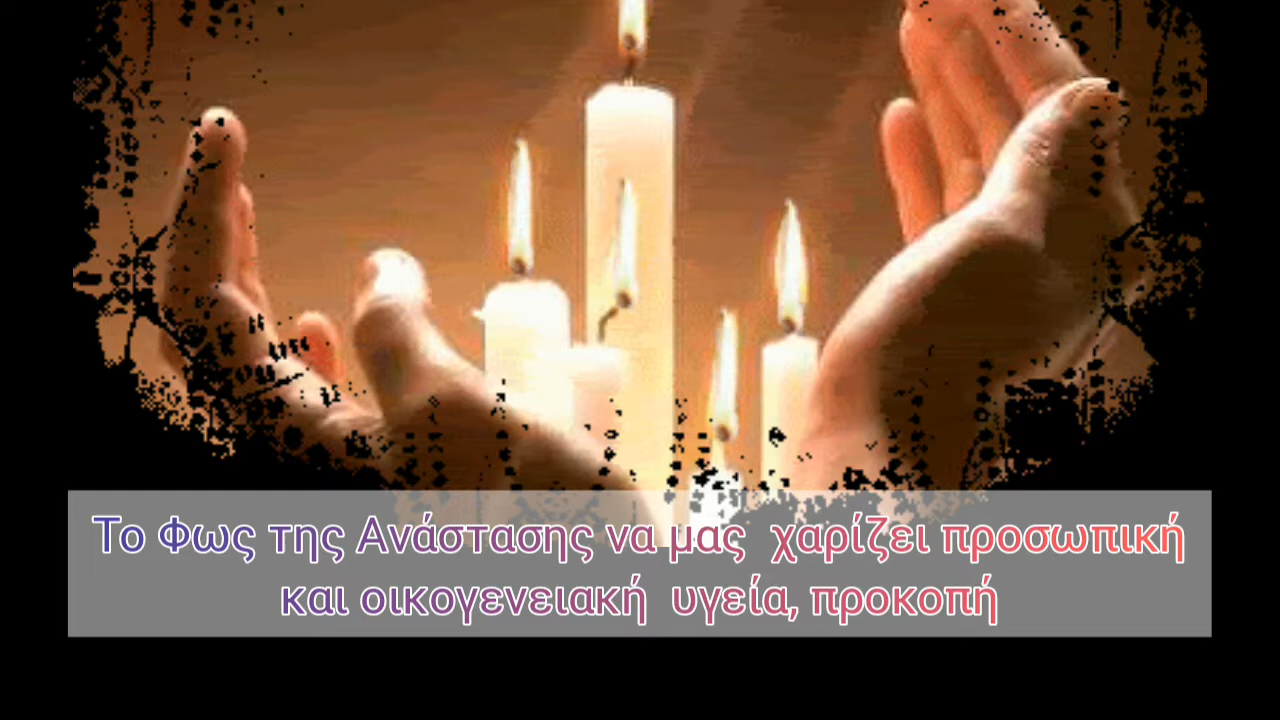 Το Φως της Ανάστασης να μας χαρίζει προσωπική
και οικογενειακή υγεία, προκοπή